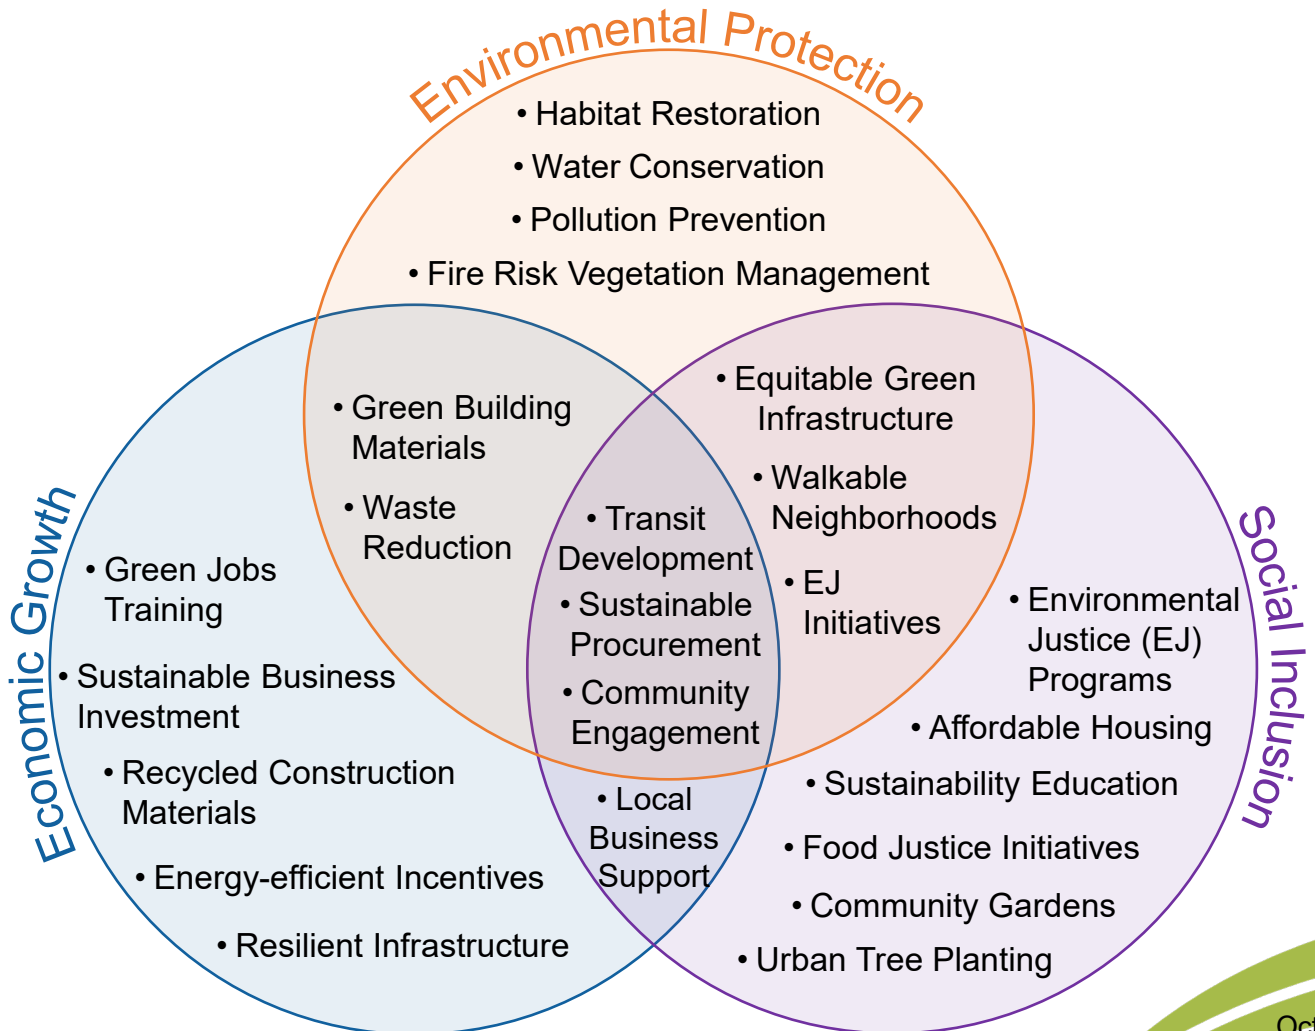 Environmental Protection
• Habitat Restoration
• Water Conservation
• Pollution Prevention
• Fire Risk Vegetation Management
• Green Building
Materials
• Waste
Reduction
• Equitable Green
Infrastructure
• Walkable
Neighborhoods
• EJ
Initiatives
• Transit
Development
• Sustainable
Procurement
• Community
Engagement
• Local
Business
Support
Economic Growth
• Green Jobs
Training
• Sustainable Business
Investment
• Recycled Construction
Materials
• Energy-efficient Incentives
• Resilient Infrastructure
Social Inclusion
• Environmental
Justice (EJ)
Programs
• Affordable Housing
• Sustainability Education
• Food Justice Initiatives
• Community Gardens
• Urban Tree Planting